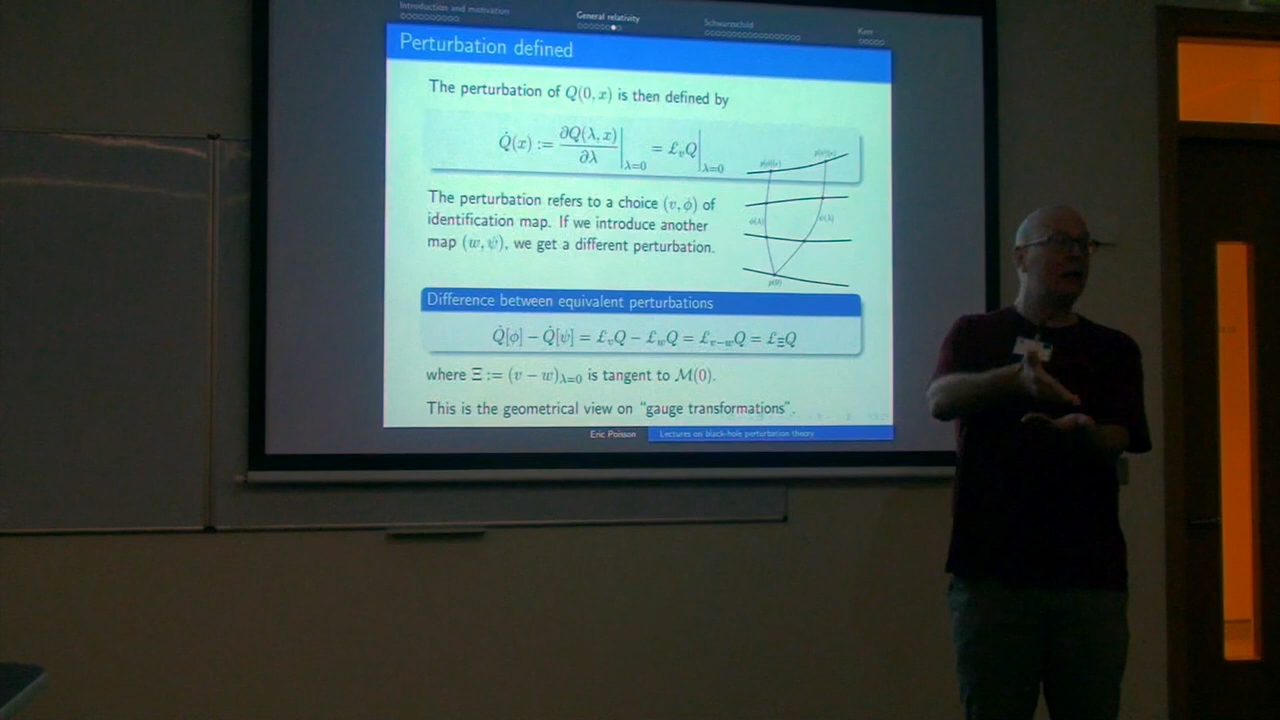 Introduction and motivation
General relativity
Schwarzschild
Kerr
Perturbation defined
The perturbation of Q(0, x) is then defined by
Q̇(x) := ∂Q(λ, x)/∂λ |λ=0 = £ᵥQ |λ=0
The perturbation refers to a choice (v, ϕ) of
identification map. If we introduce another
map (w, ψ), we get a different perturbation.
p(0)
Difference between equivalent perturbations
Q̇[ϕ] − Q̇[ψ] = £ᵥQ − £_wQ = £_{v−w}Q = £_ΞQ
where Ξ := (v − w)λ=0 is tangent to ℳ(0).
This is the geometrical view on "gauge transformations".
Eric Poisson
Lectures on black-hole perturbation theory